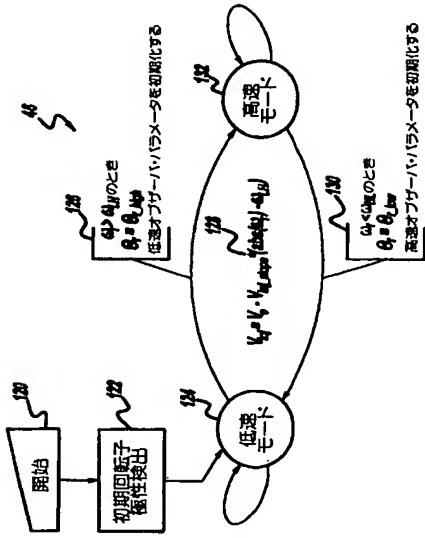 48
120
開始
122
初期回転子
極性検出
124
低速
モード
126
ωr > ωLH のとき
θr = θr_high
低速オブザーバ・パラメータを初期化する
128
132
高速
モード
130
ωr < ωHL のとき
θr = θr_low
高速オブザーバ・パラメータを初期化する